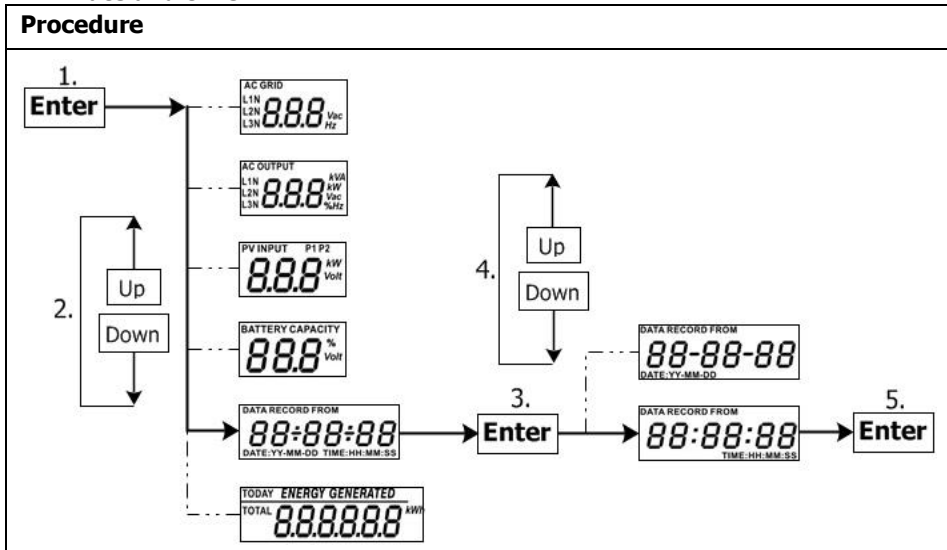 Procedure
1.
Enter
AC GRID
L1N
L2N
L3N
8.8.8
Vac
Hz
AC OUTPUT
L1N
L2N
L3N
8.8.8
kVA
kW
Vac
%Hz
2.
Up
Down
PV INPUT P1 P2
8.8.8
kW
Volt
BATTERY CAPACITY
88.8
%
Volt
DATA RECORD FROM
88÷88÷88
DATE:YY-MM-DD TIME:HH:MM:SS
TODAY ENERGY GENERATED
TOTAL 8.8.8.8.8.8 kWh
3.
Enter
4.
Up
Down
DATA RECORD FROM
88-88-88
DATE:YY-MM-DD
DATA RECORD FROM
88:88:88
TIME:HH:MM:SS
5.
Enter